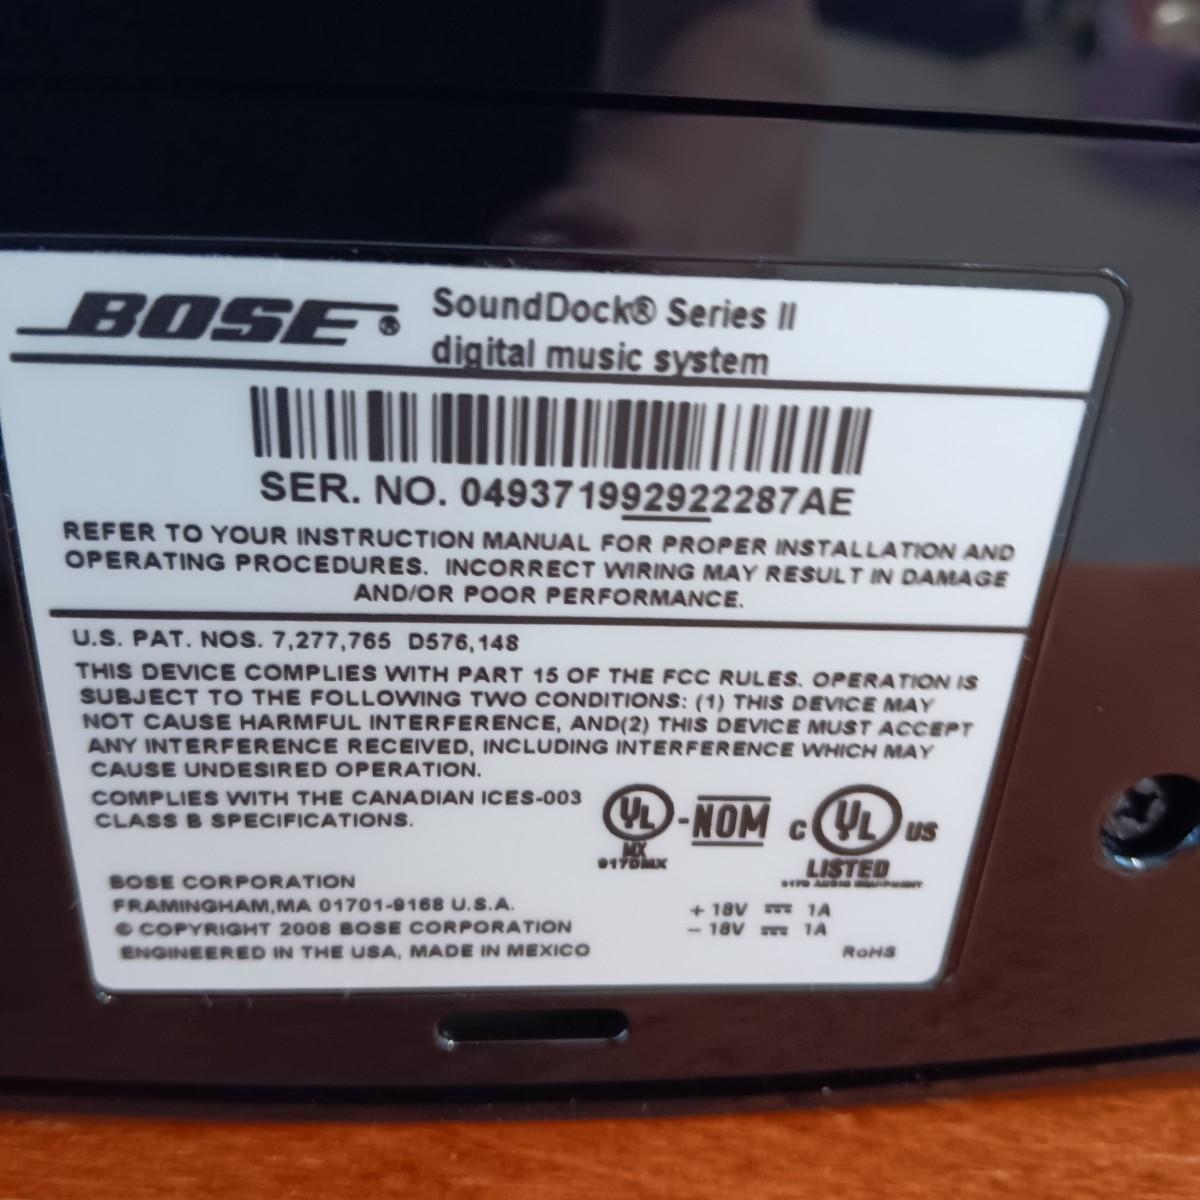 BOSE®
SoundDock® Series II
digital music system
SER. NO. 049371992922287AE
REFER TO YOUR INSTRUCTION MANUAL FOR PROPER INSTALLATION AND
OPERATING PROCEDURES. INCORRECT WIRING MAY RESULT IN DAMAGE
AND/OR POOR PERFORMANCE.
U.S. PAT. NOS. 7,277,765 D576,148
THIS DEVICE COMPLIES WITH PART 15 OF THE FCC RULES. OPERATION IS
SUBJECT TO THE FOLLOWING TWO CONDITIONS: (1) THIS DEVICE MAY
NOT CAUSE HARMFUL INTERFERENCE, AND(2) THIS DEVICE MUST ACCEPT
ANY INTERFERENCE RECEIVED, INCLUDING INTERFERENCE WHICH MAY
CAUSE UNDESIRED OPERATION.
COMPLIES WITH THE CANADIAN ICES-003
CLASS B SPECIFICATIONS.
UL -NOM
MX
917DMX
c UL US
LISTED
AUDIO EQUIPMENT
BOSE CORPORATION
FRAMINGHAM,MA 01701-9168 U.S.A.
© COPYRIGHT 2008 BOSE CORPORATION
ENGINEERED IN THE USA, MADE IN MEXICO
+ 18V ⎓ 1A
– 18V ⎓ 1A
RoHS